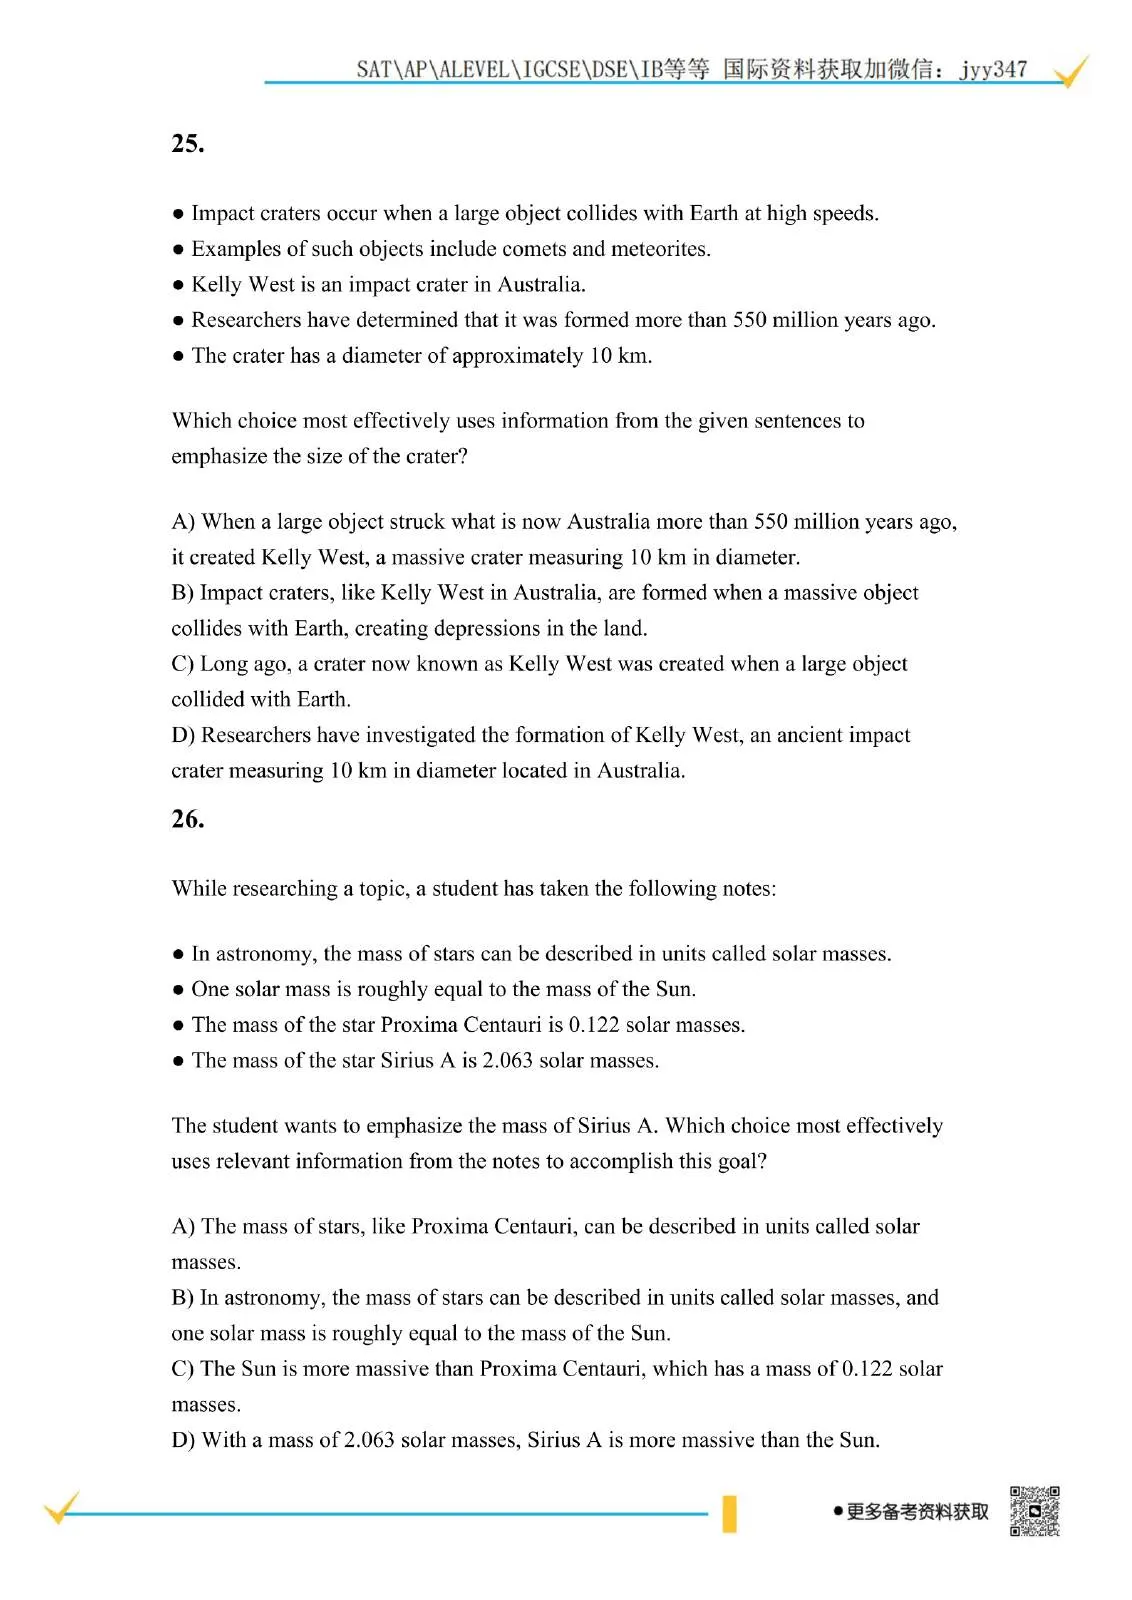 SAT\AP\ALEVEL\IGCSE\DSE\IB等等 国际资料获取加微信：jyy347
25.
● Impact craters occur when a large object collides with Earth at high speeds.
● Examples of such objects include comets and meteorites.
● Kelly West is an impact crater in Australia.
● Researchers have determined that it was formed more than 550 million years ago.
● The crater has a diameter of approximately 10 km.
Which choice most effectively uses information from the given sentences to
emphasize the size of the crater?
A) When a large object struck what is now Australia more than 550 million years ago,
it created Kelly West, a massive crater measuring 10 km in diameter.
B) Impact craters, like Kelly West in Australia, are formed when a massive object
collides with Earth, creating depressions in the land.
C) Long ago, a crater now known as Kelly West was created when a large object
collided with Earth.
D) Researchers have investigated the formation of Kelly West, an ancient impact
crater measuring 10 km in diameter located in Australia.
26.
While researching a topic, a student has taken the following notes:
● In astronomy, the mass of stars can be described in units called solar masses.
● One solar mass is roughly equal to the mass of the Sun.
● The mass of the star Proxima Centauri is 0.122 solar masses.
● The mass of the star Sirius A is 2.063 solar masses.
The student wants to emphasize the mass of Sirius A. Which choice most effectively
uses relevant information from the notes to accomplish this goal?
A) The mass of stars, like Proxima Centauri, can be described in units called solar
masses.
B) In astronomy, the mass of stars can be described in units called solar masses, and
one solar mass is roughly equal to the mass of the Sun.
C) The Sun is more massive than Proxima Centauri, which has a mass of 0.122 solar
masses.
D) With a mass of 2.063 solar masses, Sirius A is more massive than the Sun.
●更多备考资料获取